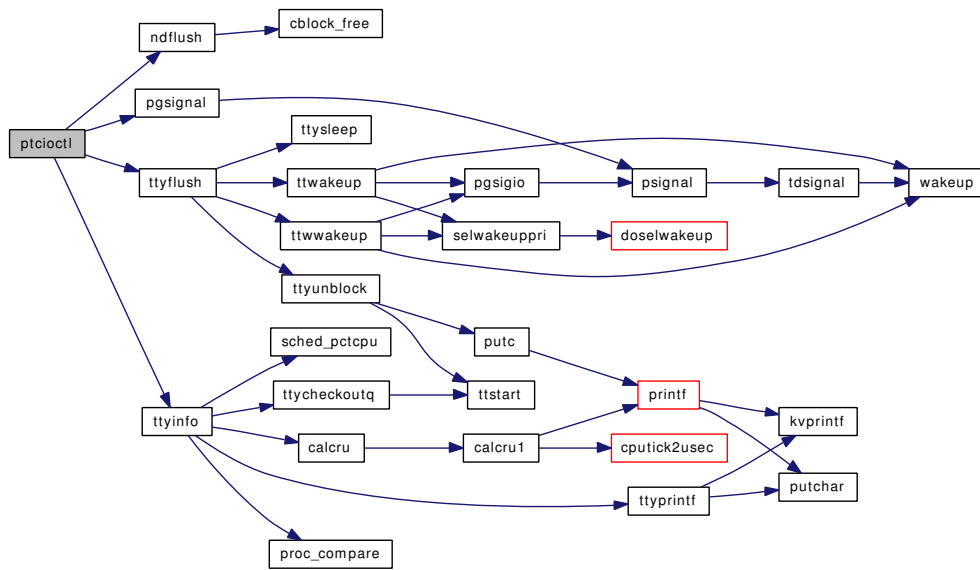 cblock_free
ndflush
pgsignal
ttysleep
ptcioctl
ttyflush
ttwakeup
pgsigio
psignal
tdsignal
wakeup
ttwwakeup
selwakeuppri
doselwakeup
ttyunblock
sched_pctcpu
putc
ttycheckoutq
ttstart
printf
ttyinfo
kvprintf
calcru
calcru1
cputick2usec
putchar
ttyprintf
proc_compare